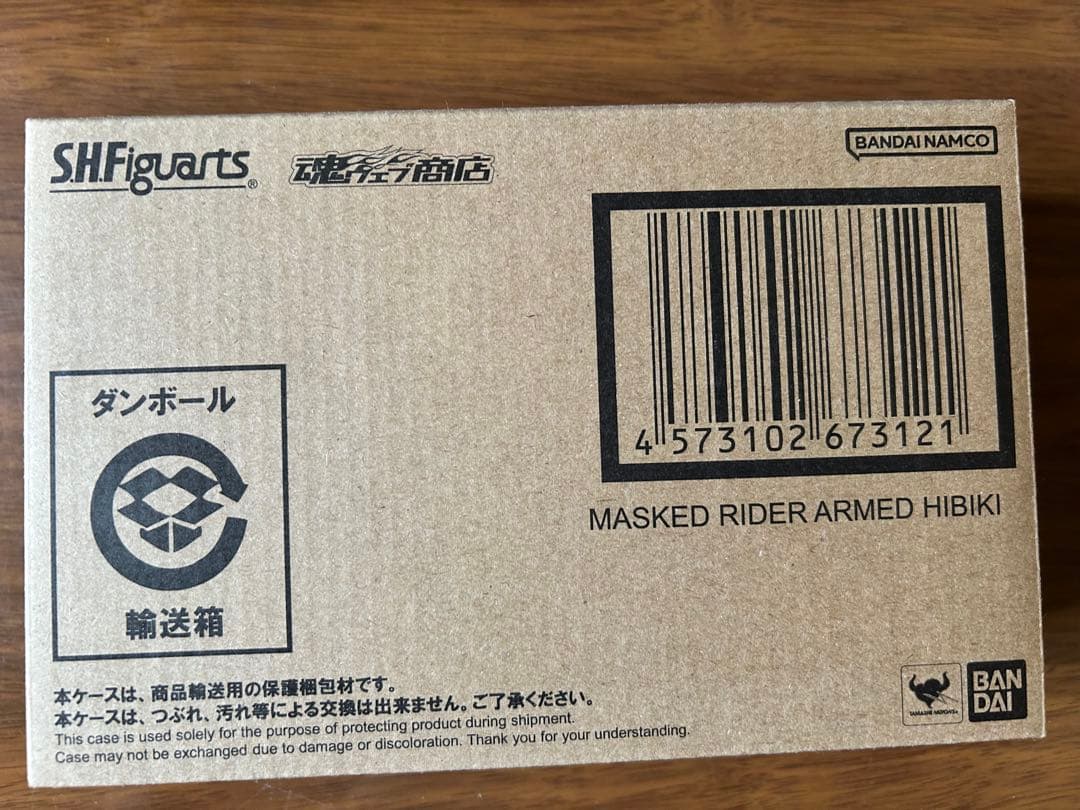 S.H.Figuarts®
魂ウェブ商店
BANDAI NAMCO
4 573102 673121
MASKED RIDER ARMED HIBIKI
ダンボール
輸送箱
本ケースは、商品輸送用の保護梱包材です。
本ケースは、つぶれ、汚れ等による交換は出来ません。ご了承ください。
This case is used solely for the purpose of protecting product during shipment.
Case may not be exchanged due to damage or discoloration. Thank you for your understanding.
TAMASHII NATIONS
BAN
DAI